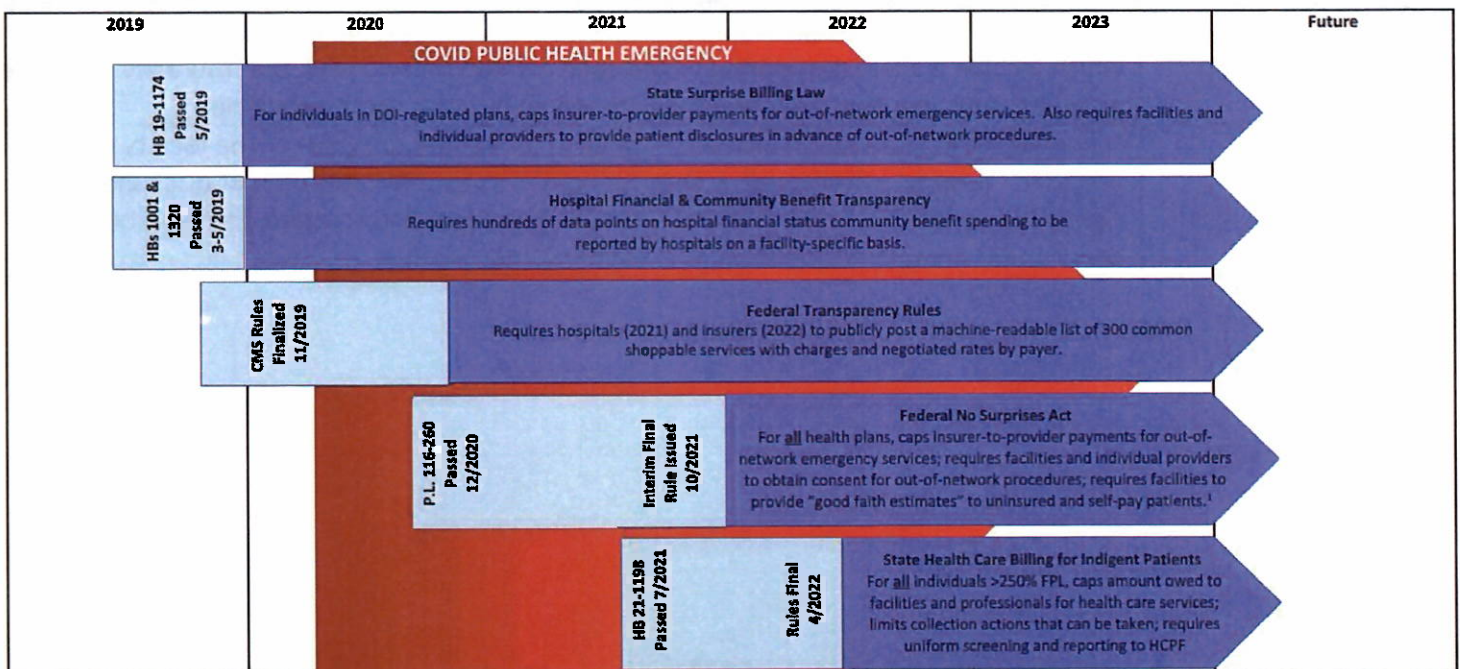 2019 2020 2021 2022 2023 Future
COVID PUBLIC HEALTH EMERGENCY
HB 19-1174
Passed
5/2019
State Surprise Billing Law
For individuals in DOI-regulated plans, caps insurer-to-provider payments for out-of-network emergency services. Also requires facilities and
individual providers to provide patient disclosures in advance of out-of-network procedures.
HBs 1001 &
1320
Passed
3-5/2019
Hospital Financial & Community Benefit Transparency
Requires hundreds of data points on hospital financial status community benefit spending to be
reported by hospitals on a facility-specific basis.
CMS Rules
Finalized
11/2019
Federal Transparency Rules
Requires hospitals (2021) and insurers (2022) to publicly post a machine-readable list of 300 common
shoppable services with charges and negotiated rates by payer.
P.L. 116-260
Passed
12/2020
Interim Final
Rule Issued
10/2021
Federal No Surprises Act
For all health plans, caps insurer-to-provider payments for out-of-
network emergency services; requires facilities and individual providers
to obtain consent for out-of-network procedures; requires facilities to
provide "good faith estimates" to uninsured and self-pay patients.¹
HB 21-1198
Passed 7/2021
Rules Final
4/2022
State Health Care Billing for Indigent Patients
For all individuals >250% FPL, caps amount owed to
facilities and professionals for health care services;
limits collection actions that can be taken; requires
uniform screening and reporting to HCPF